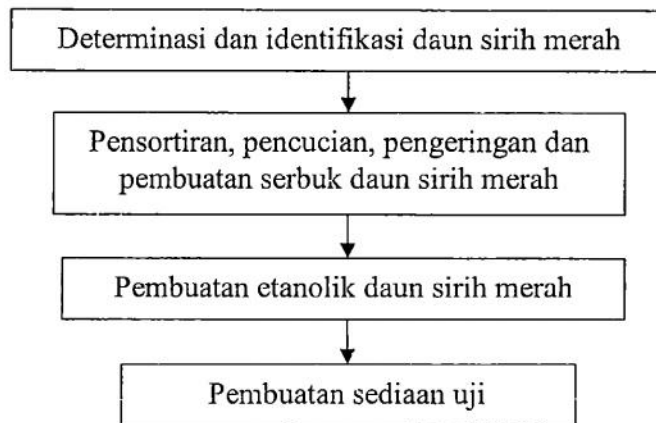 Determinasi dan identifikasi daun sirih merah
Pensortiran, pencucian, pengeringan dan
pembuatan serbuk daun sirih merah
Pembuatan etanolik daun sirih merah
Pembuatan sediaan uji